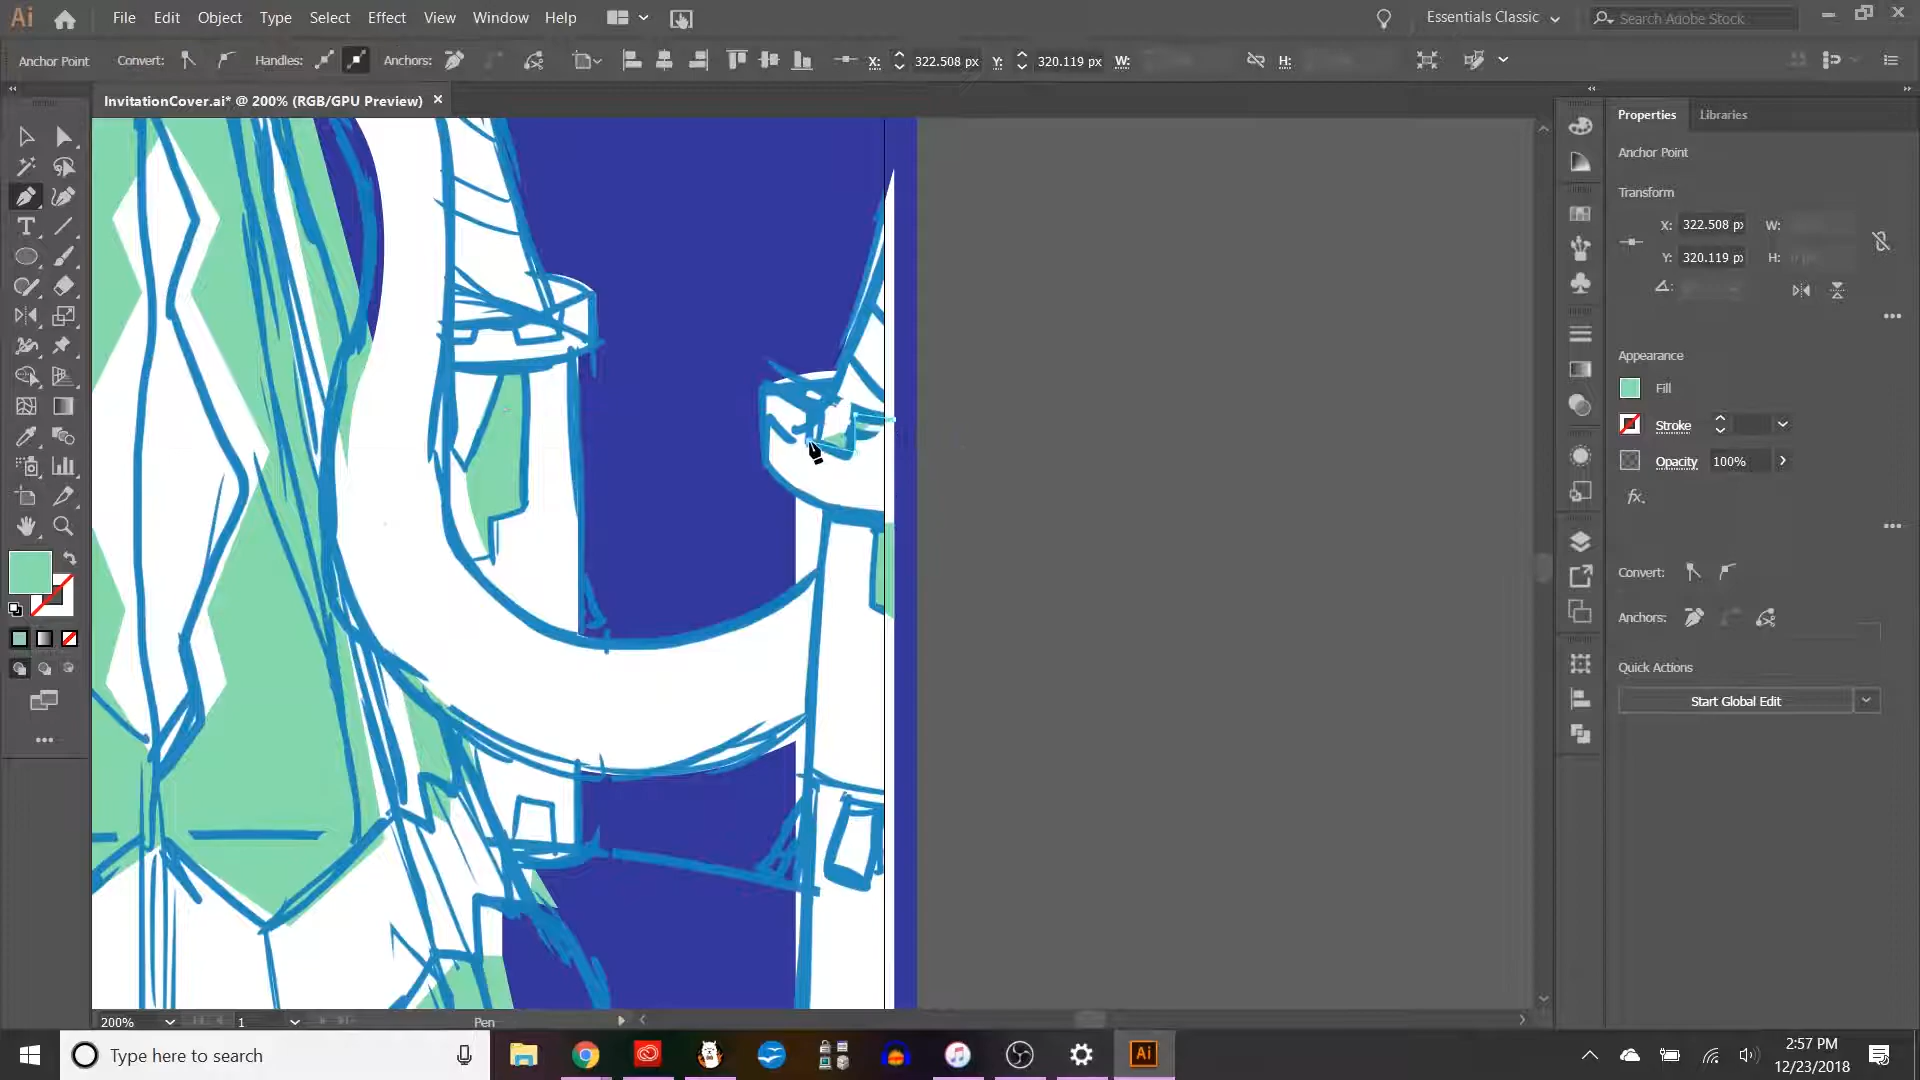 Ai File Edit Object Type Select Effect View Window Help Essentials Classic Search Adobe Stock
Anchor Point Convert: Handles: Anchors: X: 322.508 px Y: 320.119 px W: H:
InvitationCover.ai* @ 200% (RGB/GPU Preview) ×
Properties Libraries
Anchor Point
Transform
X: 322.508 p W:
Y: 320.119 p H:
Appearance
Fill
Stroke
Opacity 100%
fx.
Convert:
Anchors:
Quick Actions
Start Global Edit
200% 1 Pen
Type here to search
Ai
2:57 PM
12/23/2018